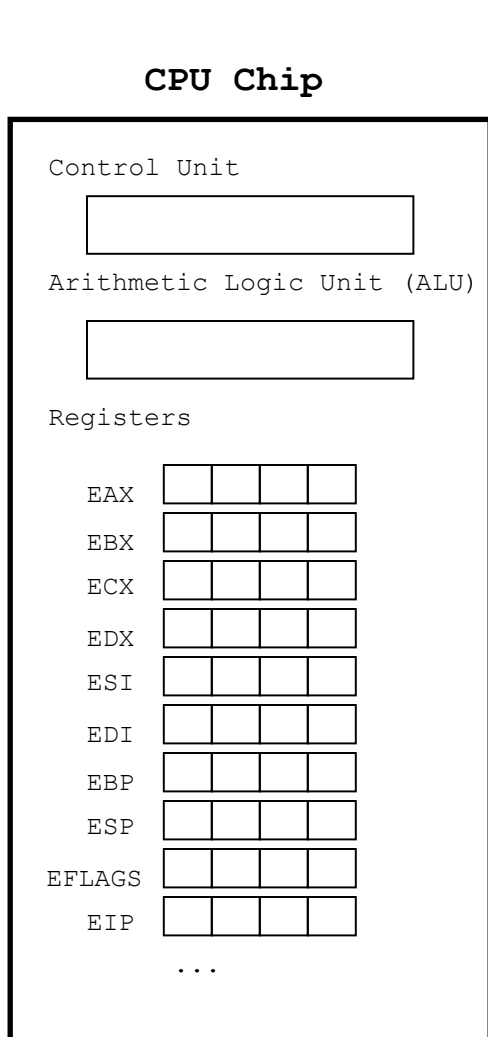 CPU Chip
Control Unit
Arithmetic Logic Unit (ALU)
Registers
EAX
EBX
ECX
EDX
ESI
EDI
EBP
ESP
EFLAGS
EIP
...